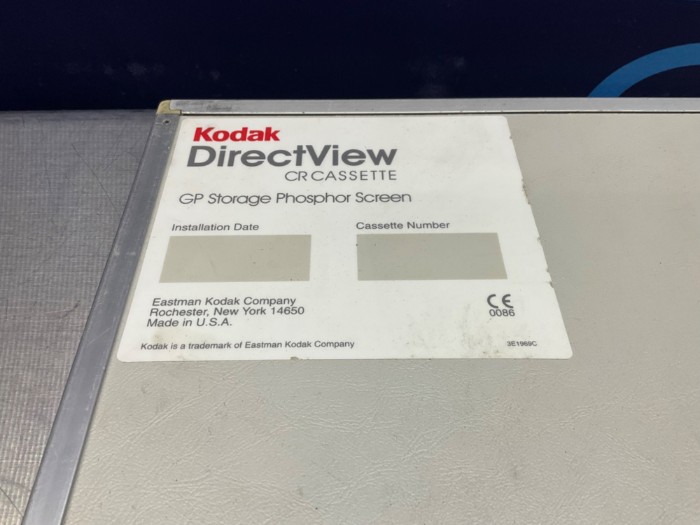 Kodak
DirectView
CR CASSETTE
GP Storage Phosphor Screen
Installation Date
Cassette Number
Eastman Kodak Company
Rochester, New York 14650
Made in U.S.A.
CE
0086
Kodak is a trademark of Eastman Kodak Company
3E1969C